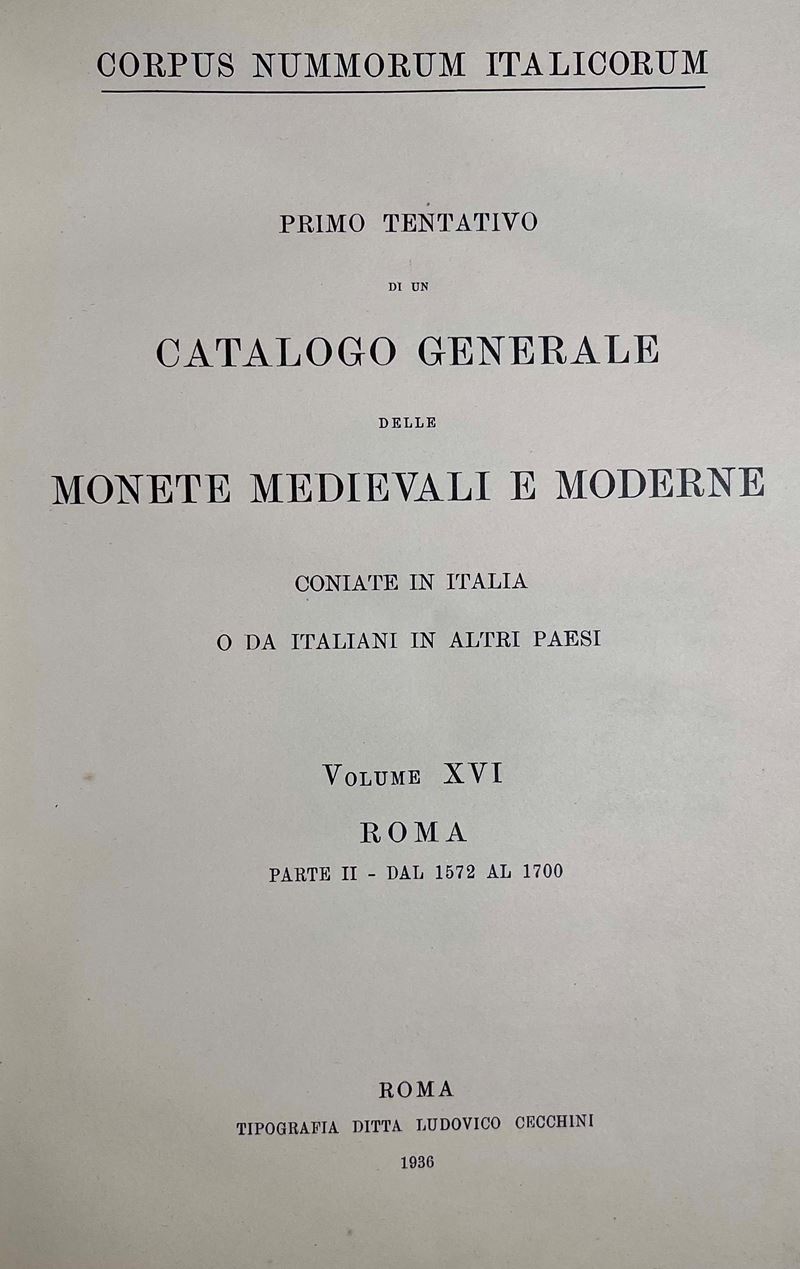 CORPUS NUMMORUM ITALICORUM
PRIMO TENTATIVO
DI UN
CATALOGO GENERALE
DELLE
MONETE MEDIEVALI E MODERNE
CONIATE IN ITALIA
O DA ITALIANI IN ALTRI PAESI
VOLUME XVI
ROMA
PARTE II - DAL 1572 AL 1700
ROMA
TIPOGRAFIA DITTA LUDOVICO CECCHINI
1936